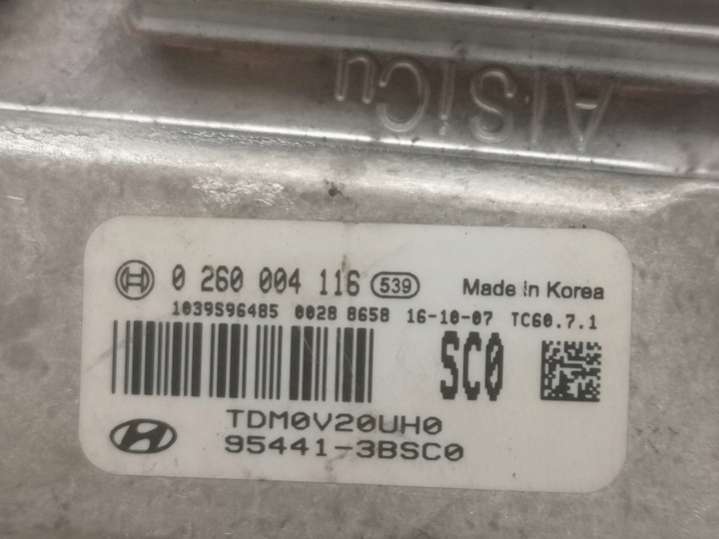 AlSiCu
0 260 004 116 539 Made in Korea
1039S96485 0028 8658 16-10-07 TC60.7.1
SC0
TDM0V20UH0
95441-3BSC0